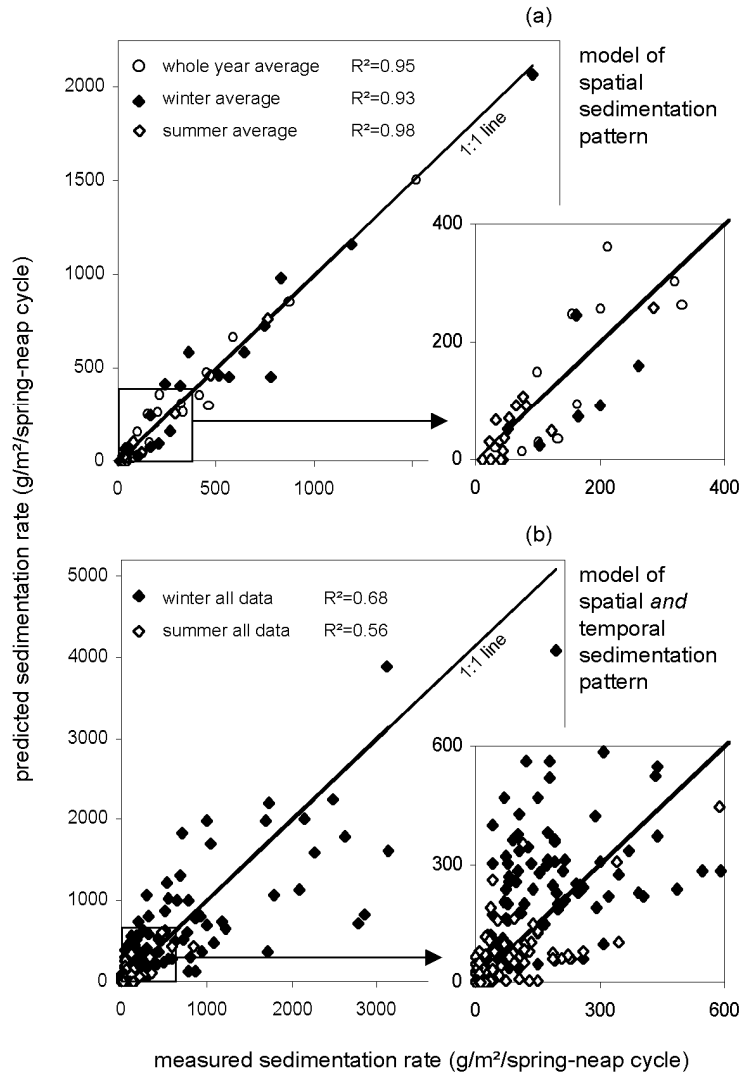 (a)
whole year average R²=0.95
winter average R²=0.93
summer average R²=0.98
1:1 line
model of
spatial
sedimentation
pattern
2000
1500
1000
500
0
0 500 1000
400
200
0
0 200 400
predicted sedimentation rate (g/m²/spring-neap cycle)
(b)
winter all data R²=0.68
summer all data R²=0.56
1:1 line
model of
spatial and
temporal
sedimentation
pattern
5000
4000
3000
2000
1000
0
0 1000 2000 3000
600
300
0
0 300 600
measured sedimentation rate (g/m²/spring-neap cycle)